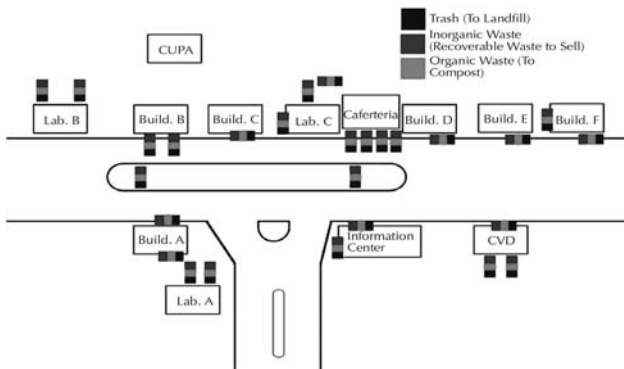 Trash (To Landfill)
Inorganic Waste
(Recoverable Waste to Sell)
Organic Waste (To
Compost)
CUPA
Lab. B
Build. B
Build. C
Lab. C
Caferteria
Build. D
Build. E
Build. F
Build. A
Information
Center
CVD
Lab. A